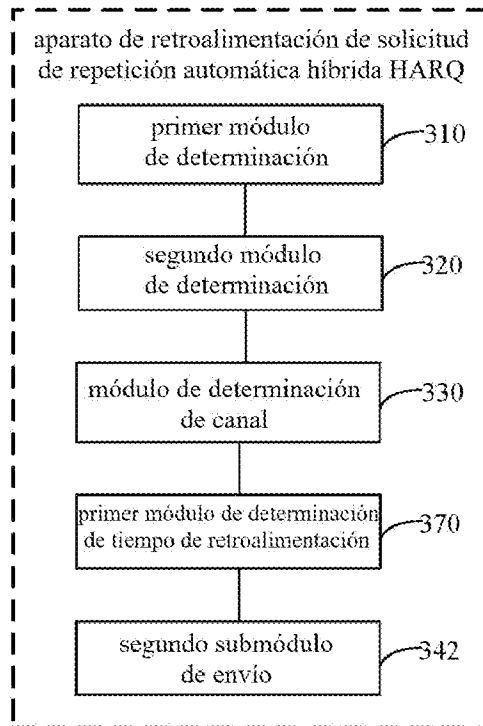 aparato de retroalimentación de solicitud
de repetición automática híbrida HARQ
primer módulo
de determinación
310
segundo módulo
de determinación
320
módulo de determinación
de canal
330
primer módulo de determinación
de tiempo de retroalimentación
370
segundo submódulo
de envío
342